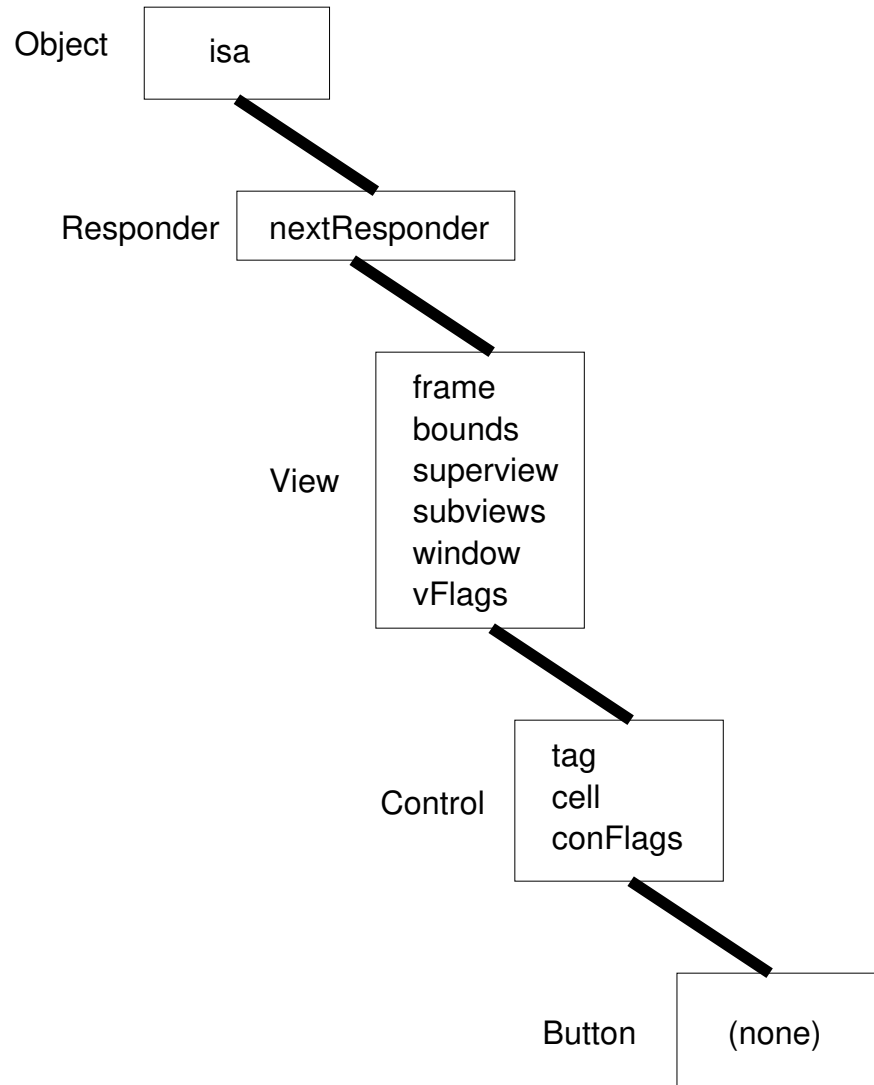 Object
isa
Responder
nextResponder
View
frame
bounds
superview
subviews
window
vFlags
Control
tag
cell
conFlags
Button
(none)